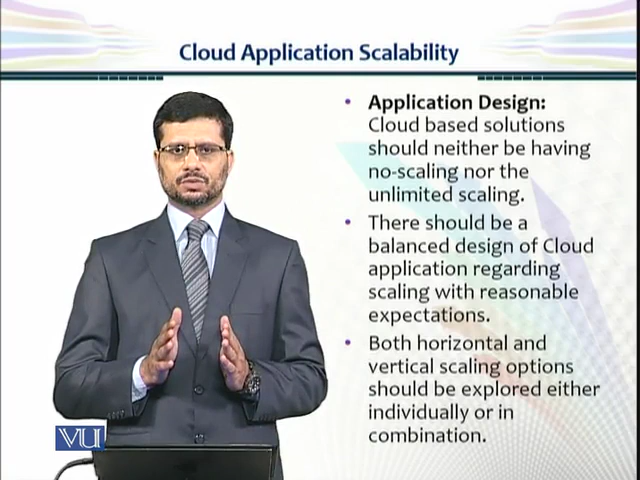 Cloud Application Scalability
• Application Design:
Cloud based solutions
should neither be having
no-scaling nor the
unlimited scaling.
• There should be a
balanced design of Cloud
application regarding
scaling with reasonable
expectations.
• Both horizontal and
vertical scaling options
should be explored either
individually or in
combination.
VU